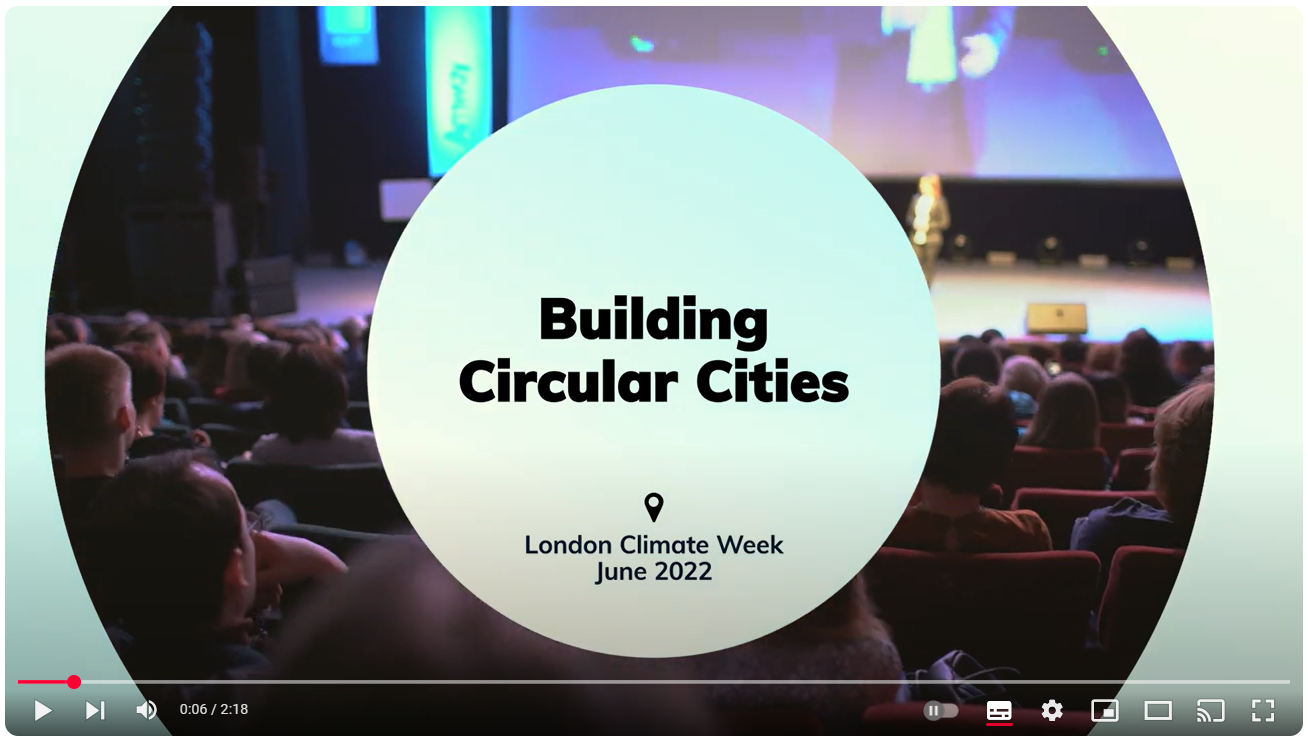 Building
Circular Cities
London Climate Week
June 2022
0:06 / 2:18